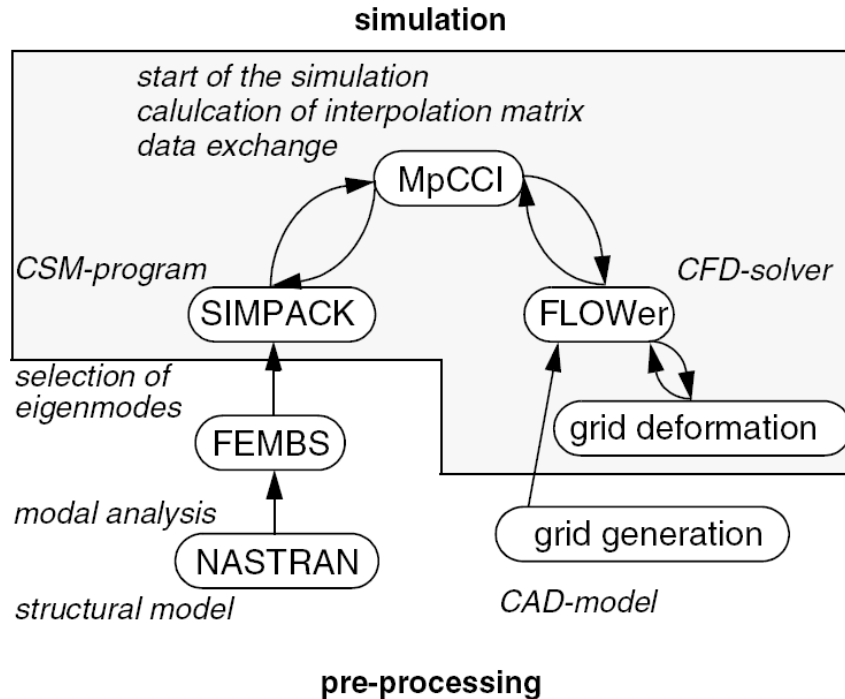 simulation
start of the simulation
calulcation of interpolation matrix
data exchange
MpCCI
CSM-program
CFD-solver
SIMPACK
FLOWer
selection of
eigenmodes
grid deformation
FEMBS
modal analysis
grid generation
NASTRAN
structural model
CAD-model
pre-processing